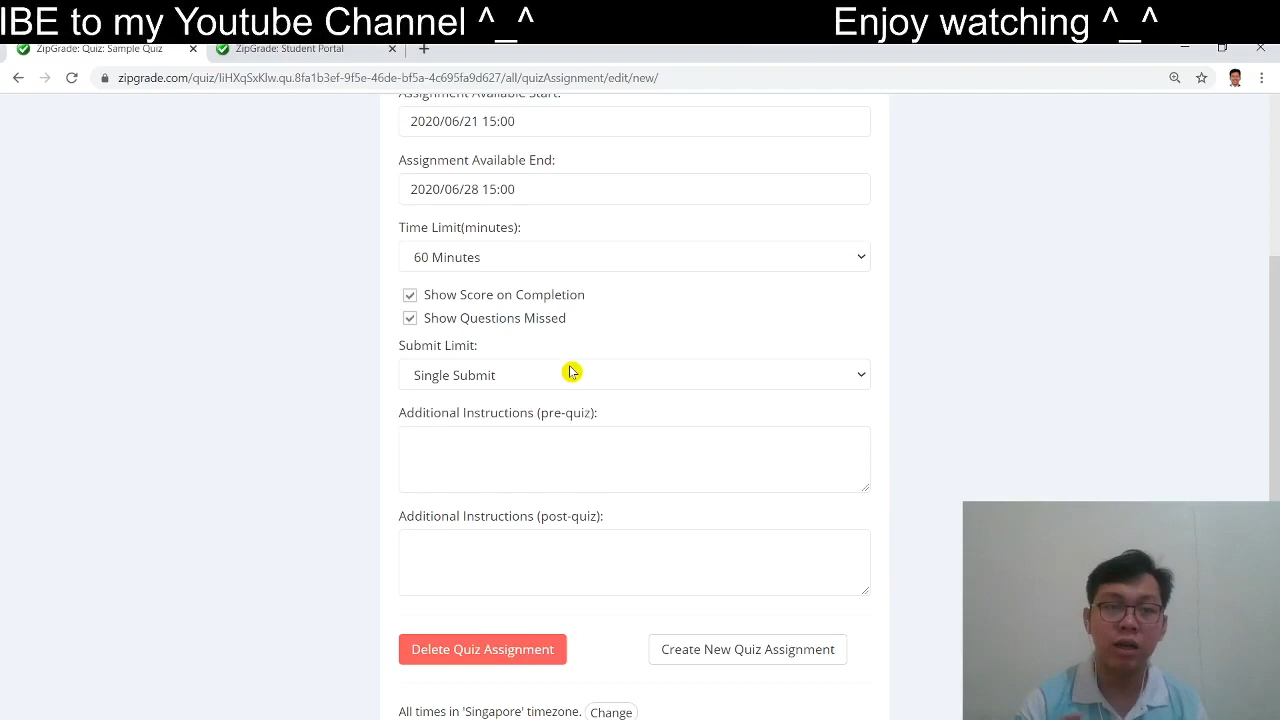 IBE to my Youtube Channel ^_^ Enjoy watching ^_^
ZipGrade: Quiz: Sample Quiz ZipGrade: Student Portal
zipgrade.com/quiz/liHXqSxKlw.qu.8fa1b3ef-9f5e-46de-bf5a-4c695fa9d627/all/quizAssignment/edit/new/
Assignment Available Start:
2020/06/21 15:00
Assignment Available End:
2020/06/28 15:00
Time Limit(minutes):
60 Minutes
Show Score on Completion
Show Questions Missed
Submit Limit:
Single Submit
Additional Instructions (pre-quiz):
Additional Instructions (post-quiz):
Delete Quiz Assignment Create New Quiz Assignment
All times in 'Singapore' timezone. Change